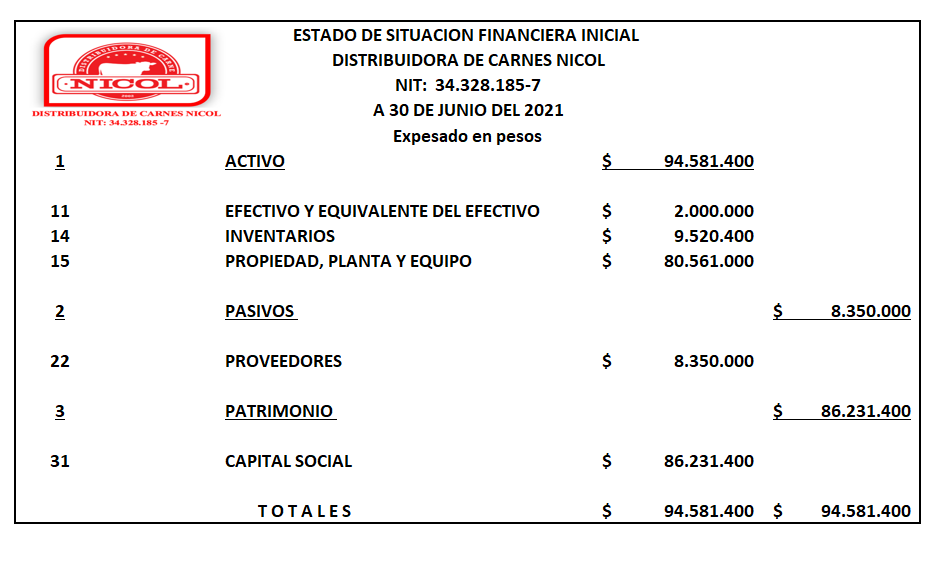 ESTADO DE SITUACION FINANCIERA INICIAL
DISTRIBUIDORA DE CARNES NICOL
NIT: 34.328.185-7
A 30 DE JUNIO DEL 2021
Expesado en pesos
DISTRIBUIDORA DE CARNE
NICOL
DISTRIBUIDORA DE CARNES NICOL
NIT: 34.328.185 -7
1 ACTIVO $ 94.581.400
11 EFECTIVO Y EQUIVALENTE DEL EFECTIVO $ 2.000.000
14 INVENTARIOS $ 9.520.400
15 PROPIEDAD, PLANTA Y EQUIPO $ 80.561.000
2 PASIVOS $ 8.350.000
22 PROVEEDORES $ 8.350.000
3 PATRIMONIO $ 86.231.400
31 CAPITAL SOCIAL $ 86.231.400
T O T A L E S $ 94.581.400 $ 94.581.400